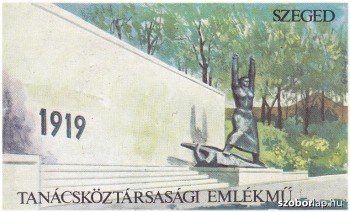 SZEGED
1919
TANÁCSKÖZTÁRSASÁGI EMLÉKMŰ
szoborlap.hu